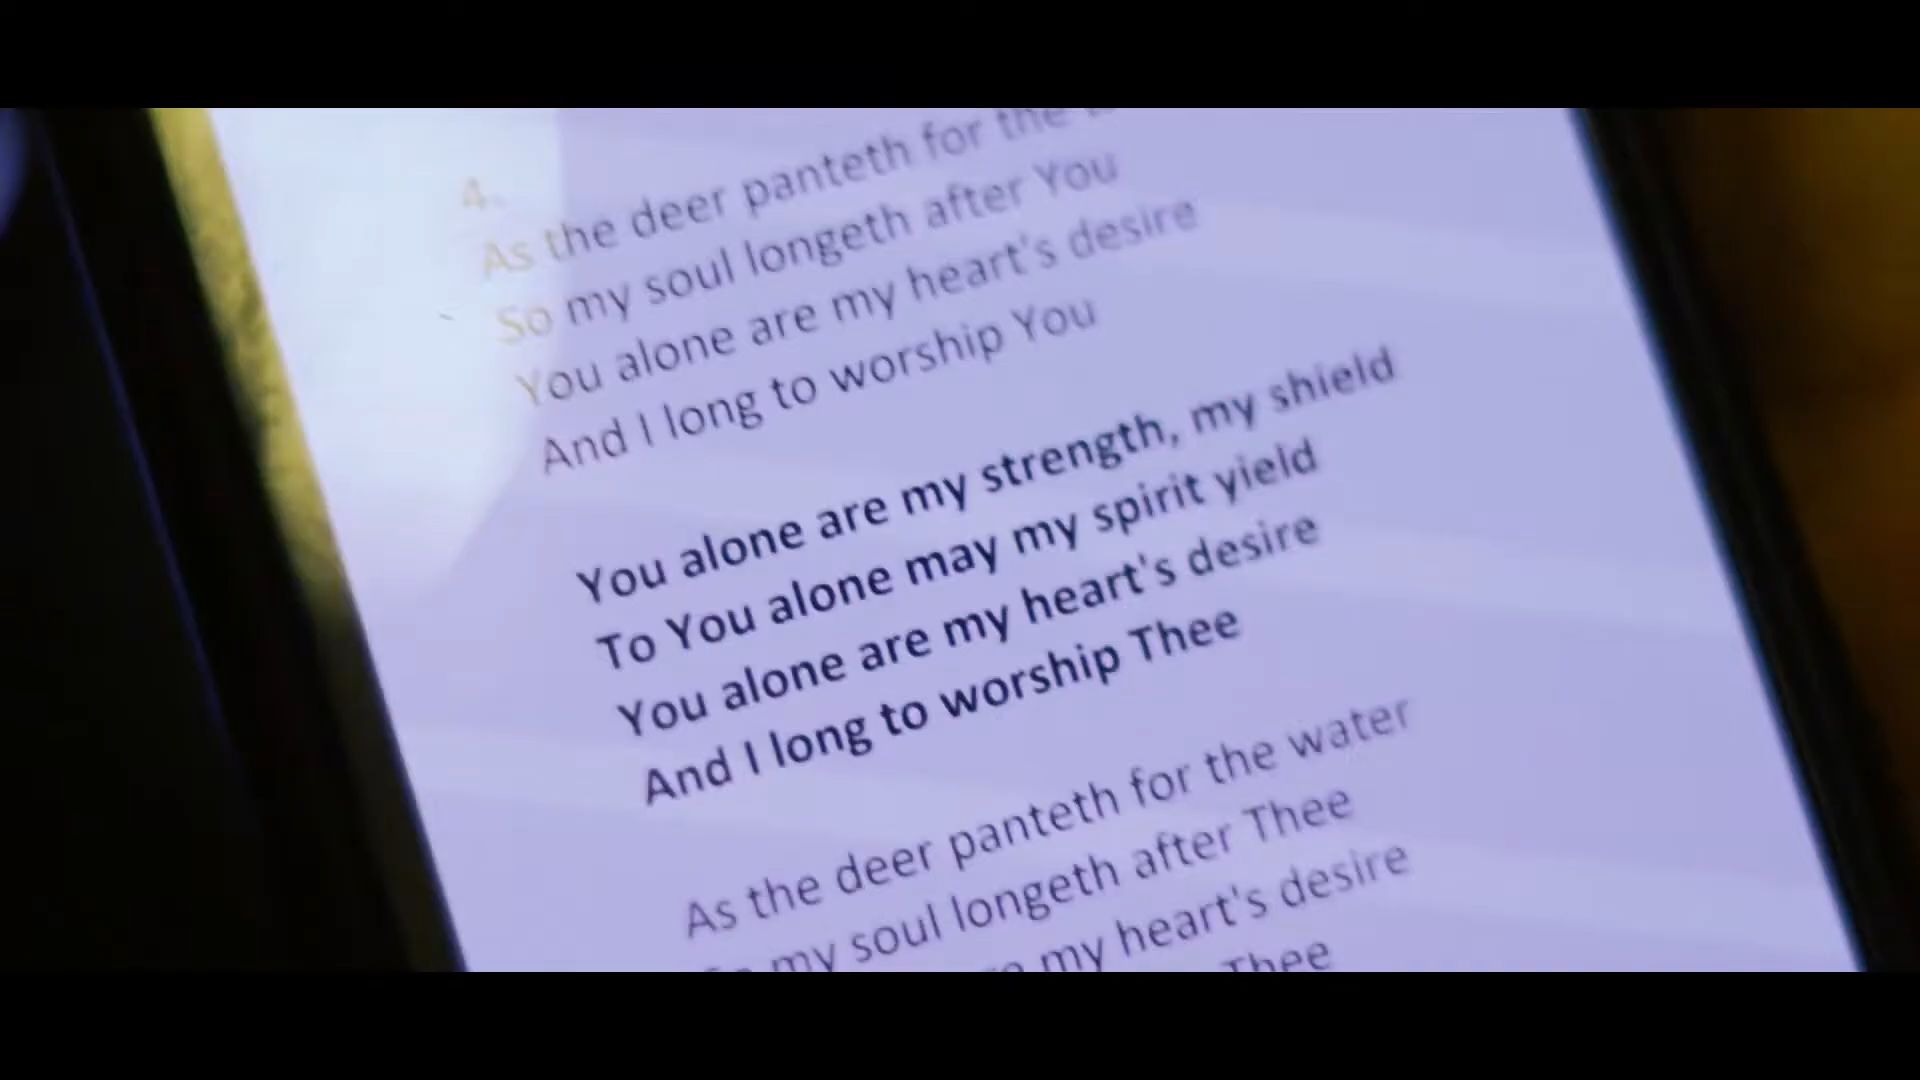 4.
As the deer panteth for the
So my soul longeth after You
You alone are my heart's desire
And I long to worship You
You alone are my strength, my shield
To You alone may my spirit yield
You alone are my heart's desire
And I long to worship Thee
As the deer panteth for the water
my soul longeth after Thee
my heart's desire
Thee